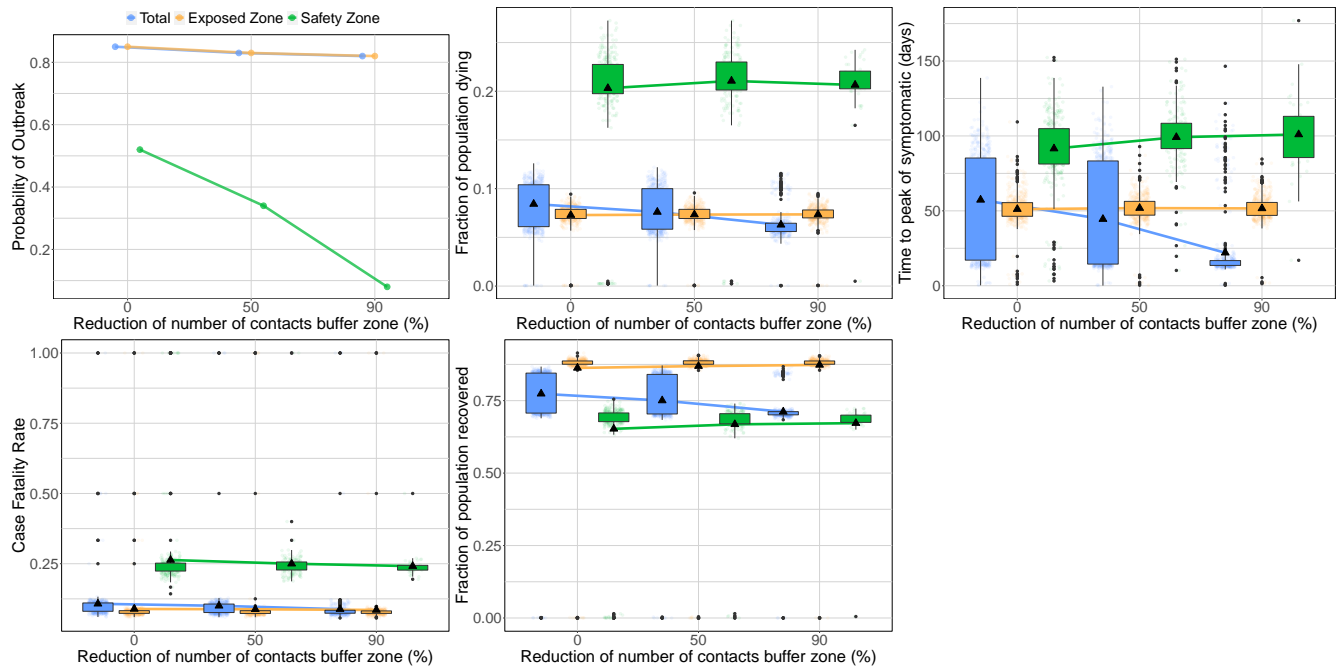 Total Exposed Zone Safety Zone
Probability of Outbreak
0.8
0.6
0.4
0.2
0 50 90
Reduction of number of contacts buffer zone (%)
Fraction of population dying
0.2
0.1
0.0
0 50 90
Reduction of number of contacts buffer zone (%)
Time to peak of symptomatic (days)
150
100
50
0
0 50 90
Reduction of number of contacts buffer zone (%)
Case Fatality Rate
1.00
0.75
0.50
0.25
0 50 90
Reduction of number of contacts buffer zone (%)
Fraction of population recovered
0.75
0.50
0.75
0.50
0.25
0.00
0 50 90
Reduction of number of contacts buffer zone (%)